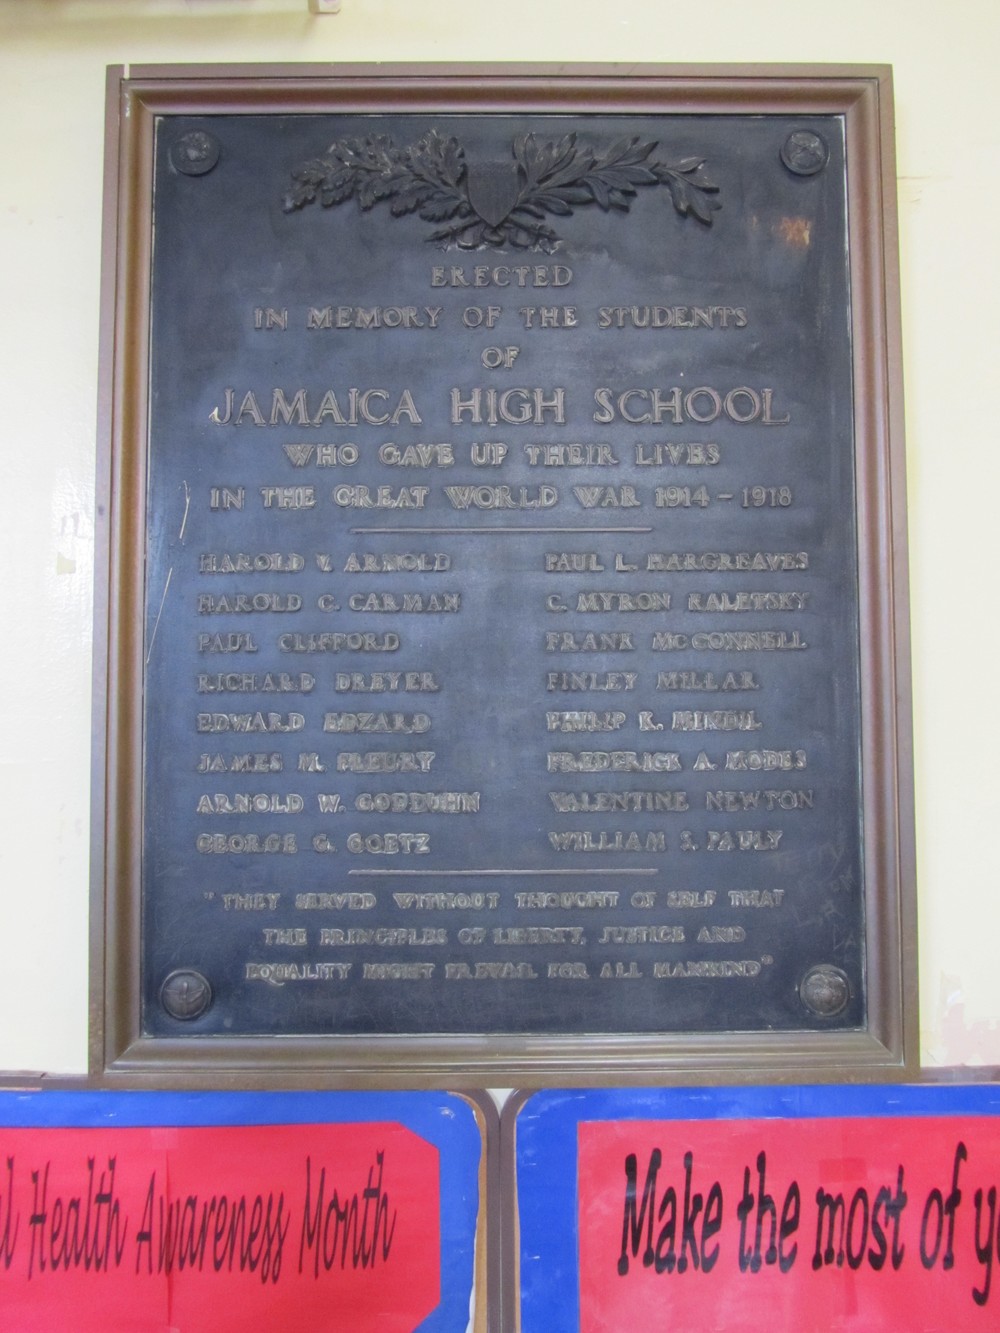 ERECTED
IN MEMORY OF THE STUDENTS
OF
JAMAICA HIGH SCHOOL
WHO GAVE UP THEIR LIVES
IN THE GREAT WORLD WAR 1914 - 1918
HAROLD V. ARNOLD
HAROLD C. CARMAN
PAUL CLIFFORD
RICHARD DREYER
EDWARD EDZARD
JAMES M. FLEURY
ARNOLD W.
GEORGE G. GOETZ
PAUL L. HARGREAVES
C. MYRON RALETSKY
FRANK MC CONNELL
FINLEY MILLAR
PHILIP K.
FREDERICK A. MODES
VALENTINE NEWTON
WILLIAM S. PAULY
"THEY SERVED WITHOUT THOUGHT OF SELF THAT
THE PRINCIPLES OF LIBERTY, JUSTICE AND
EQUALITY MIGHT PREVAIL FOR ALL MANKIND"
Health Awareness Month
Make the most of